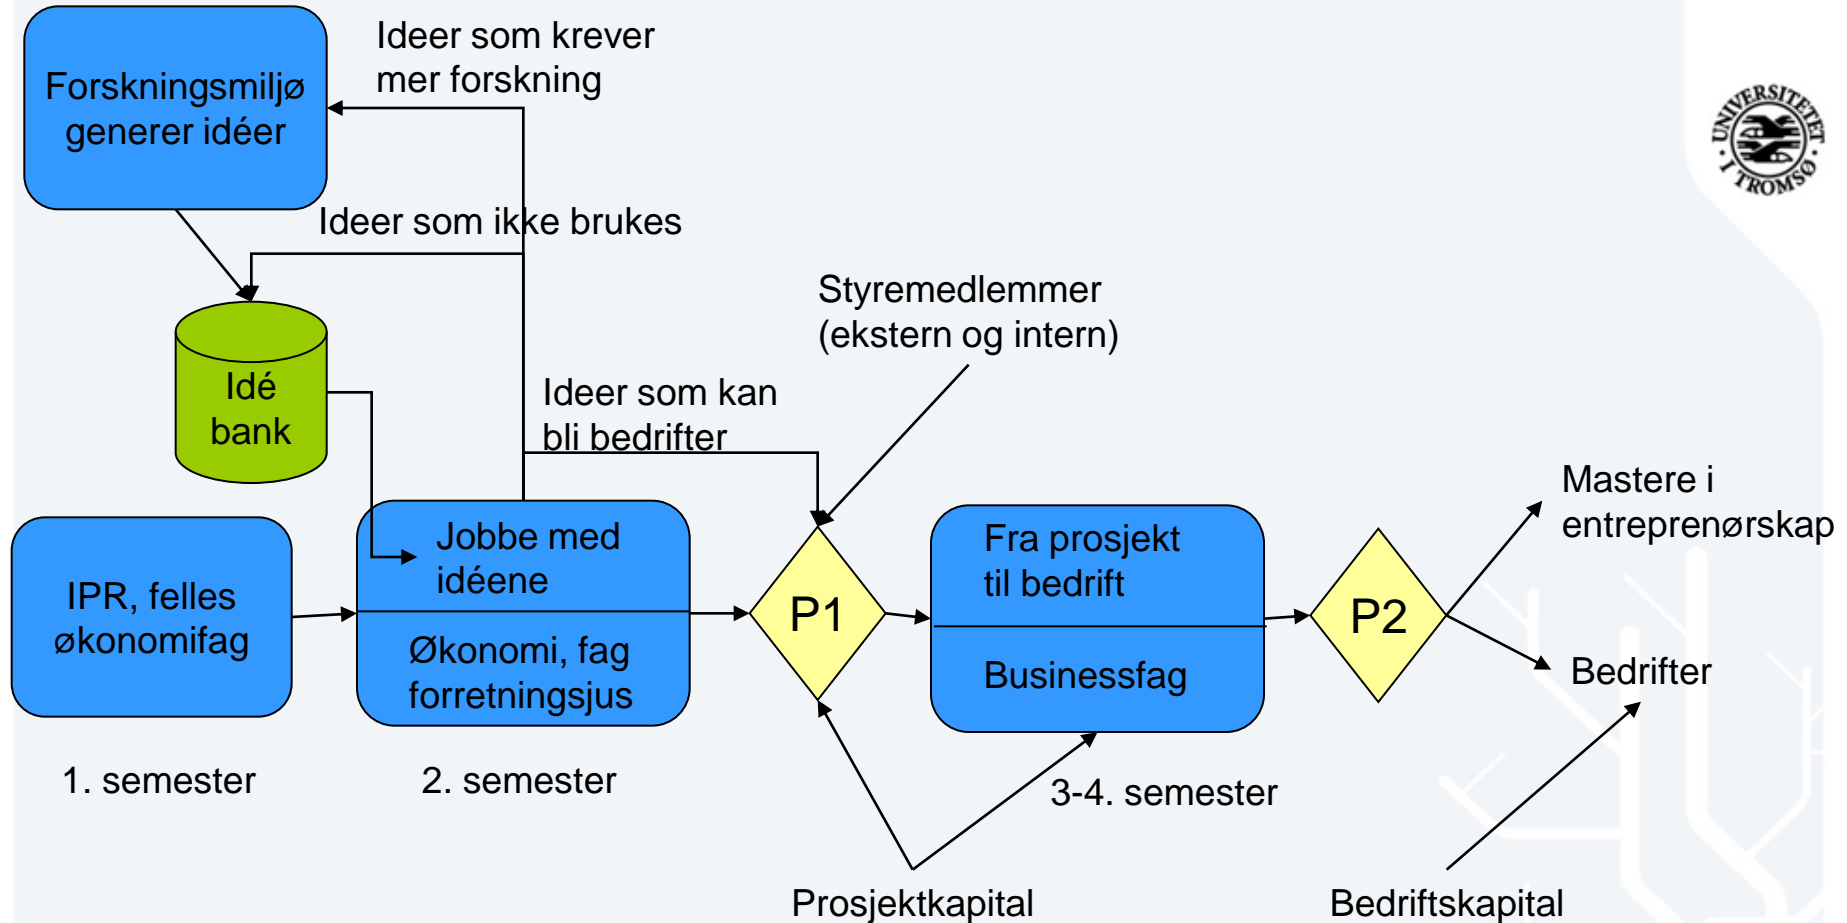 Forskningsmiljø
generer idéer
Ideer som krever
mer forskning
UNIVERSITETET
I TROMSØ
Ideer som ikke brukes
Idé
bank
Styremedlemmer
(ekstern og intern)
Ideer som kan
bli bedrifter
IPR, felles
økonomifag
Jobbe med
idéene
Økonomi, fag
forretningsjus
P1
Fra prosjekt
til bedrift
Businessfag
P2
Mastere i
entreprenørskap
Bedrifter
1. semester
2. semester
3-4. semester
Prosjektkapital
Bedriftskapital